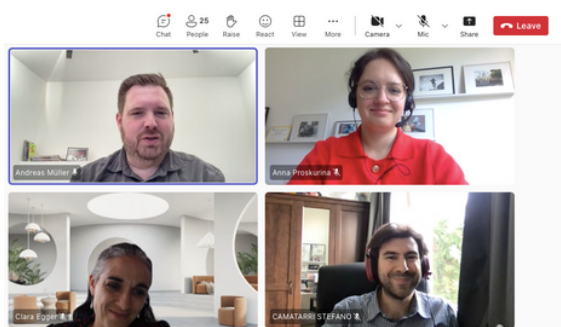 25
Chat People Raise React View More Camera Mic Share Leave
Andreas Müller Anna Proskurina
Clara Egger CAMATARRI STEFANO